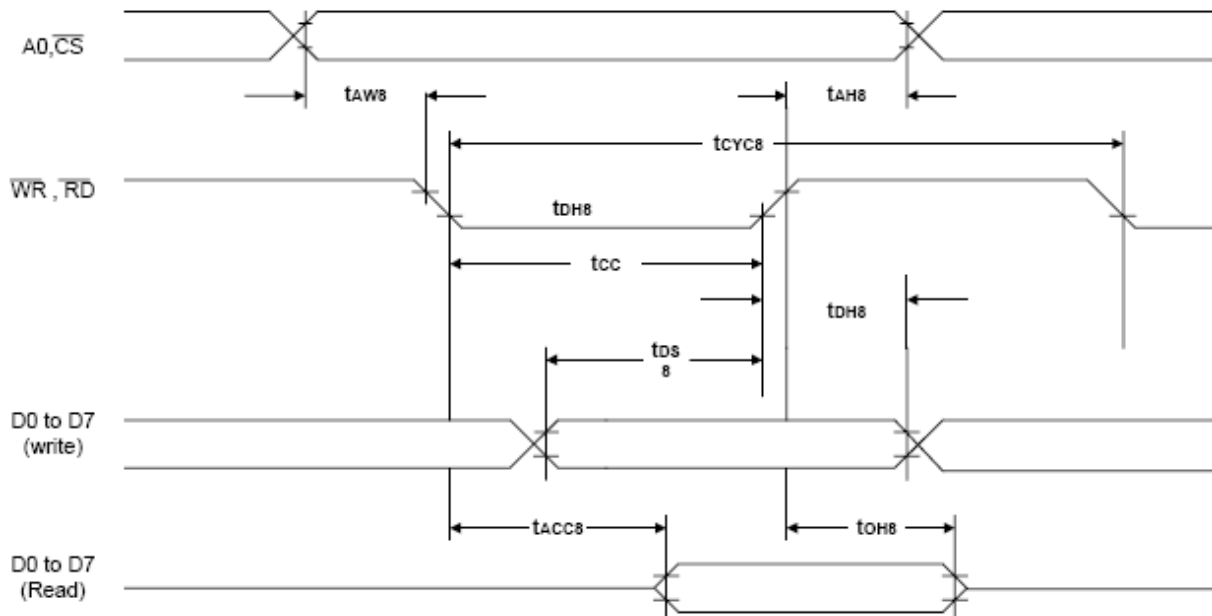 A0,CS
tAW8
tAH8
tCYC8
WR , RD
tDH8
tCC
tDH8
tDS
8
D0 to D7
(write)
tACC8
tOH8
D0 to D7
(Read)